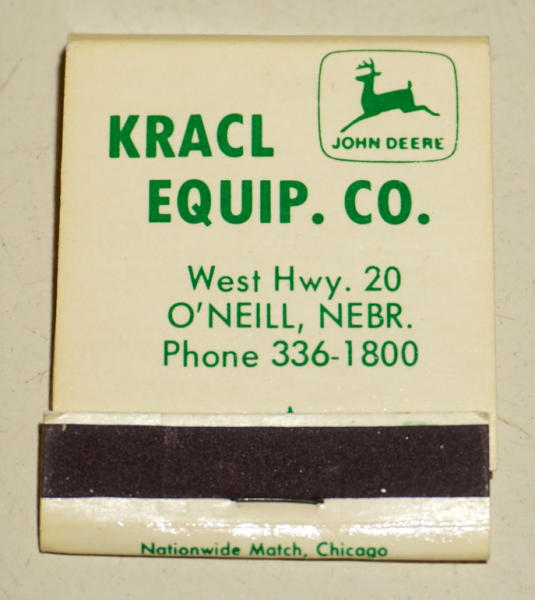 KRACL
JOHN DEERE
EQUIP. CO.
West Hwy. 20
O'NEILL, NEBR.
Phone 336-1800
Nationwide Match, Chicago